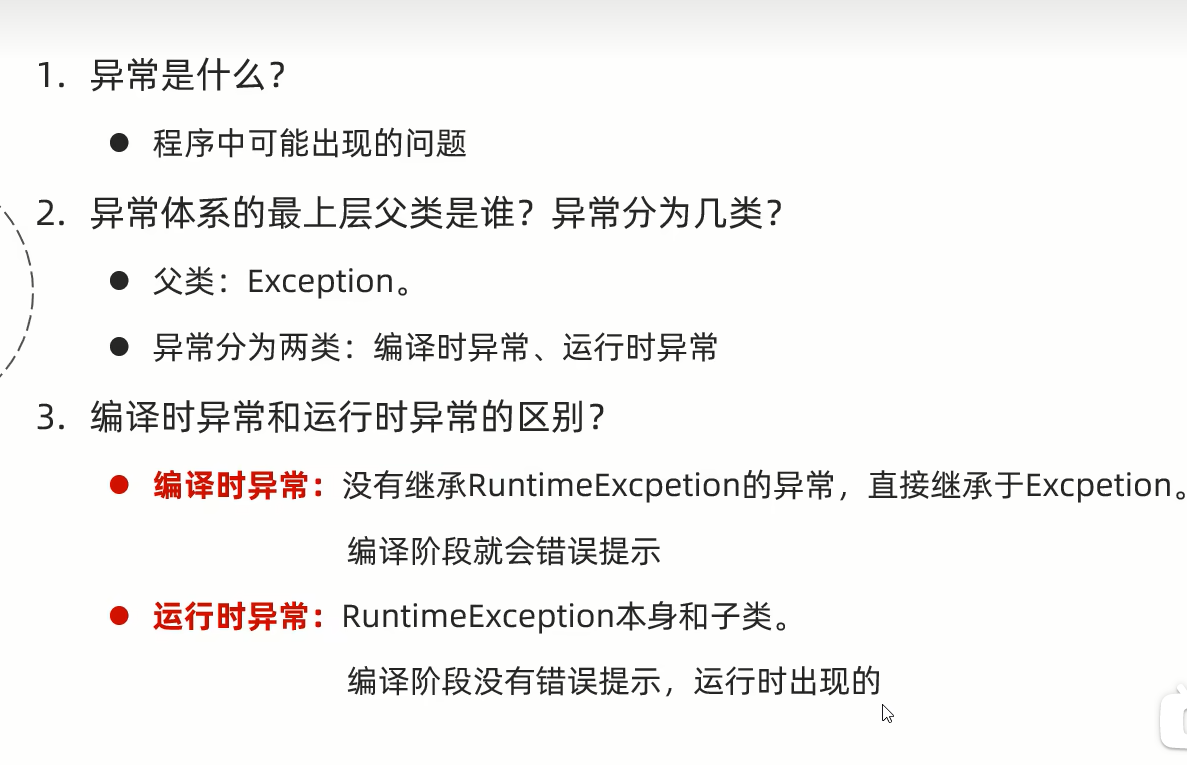 1. 异常是什么？
● 程序中可能出现的问题
2. 异常体系的最上层父类是谁？异常分为几类？
● 父类：Exception。
● 异常分为两类：编译时异常、运行时异常
3. 编译时异常和运行时异常的区别？
● 编译时异常：没有继承RuntimeExcpetion的异常，直接继承于Excpetion。
编译阶段就会错误提示
● 运行时异常：RuntimeException本身和子类。
编译阶段没有错误提示，运行时出现的